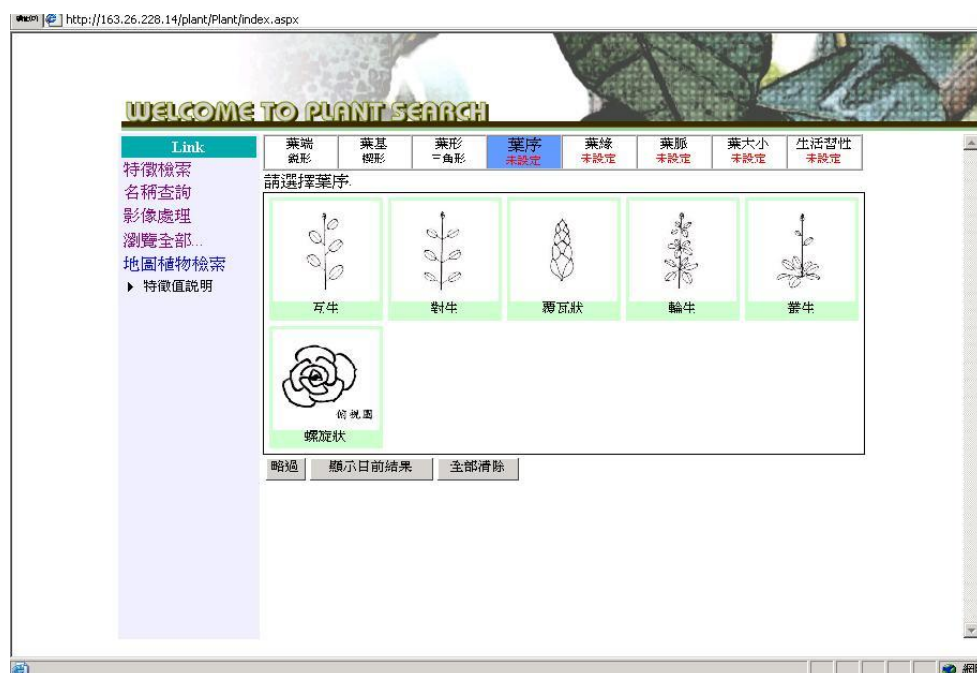 http://163.26.228.14/plant/Plant/index.aspx
WELCOME TO PLANT SEARCH
Link
特徵檢索
名稱查詢
影像處理
瀏覽全部...
地圖植物檢索
▶ 特徵值說明
葉端 葉基 葉形 葉序 葉緣 葉脈 葉大小 生活習性
銳形 楔形 三角形 未設定 未設定 未設定 未設定 未設定
請選擇葉序.
互生 對生 覆瓦狀 輪生 叢生
俯視圖
螺旋狀
略過 顯示目前結果 全部清除